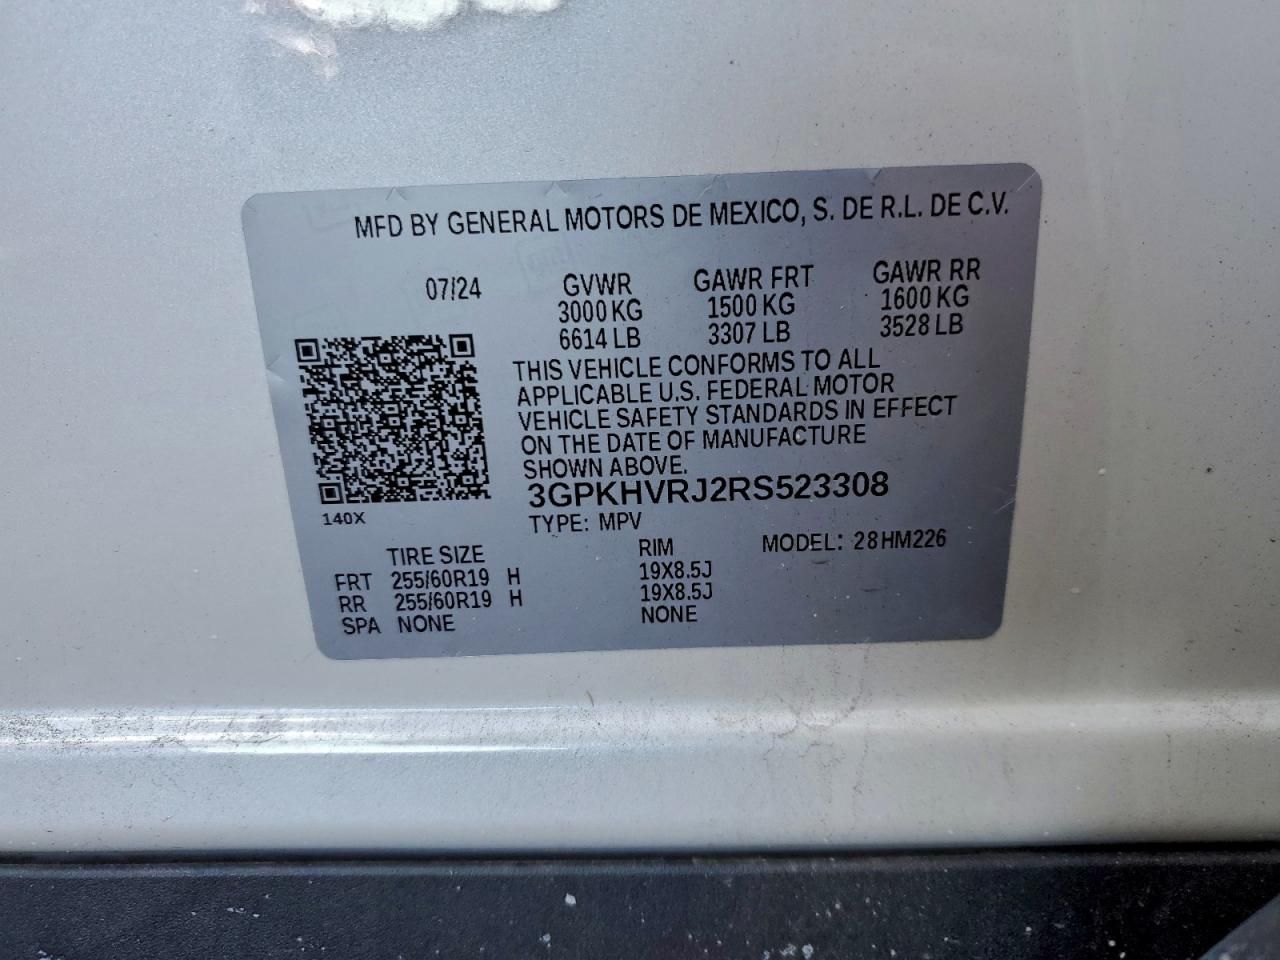 MFD BY GENERAL MOTORS DE MEXICO, S. DE R.L. DE C.V.
07/24 GVWR GAWR FRT GAWR RR
3000 KG 1500 KG 1600 KG
6614 LB 3307 LB 3528 LB
THIS VEHICLE CONFORMS TO ALL
APPLICABLE U.S. FEDERAL MOTOR
VEHICLE SAFETY STANDARDS IN EFFECT
ON THE DATE OF MANUFACTURE
SHOWN ABOVE.
3GPKHVRJ2RS523308
140X
TYPE: MPV
MODEL: 28HM226
TIRE SIZE RIM
FRT 255/60R19 H 19X8.5J
RR 255/60R19 H 19X8.5J
SPA NONE NONE